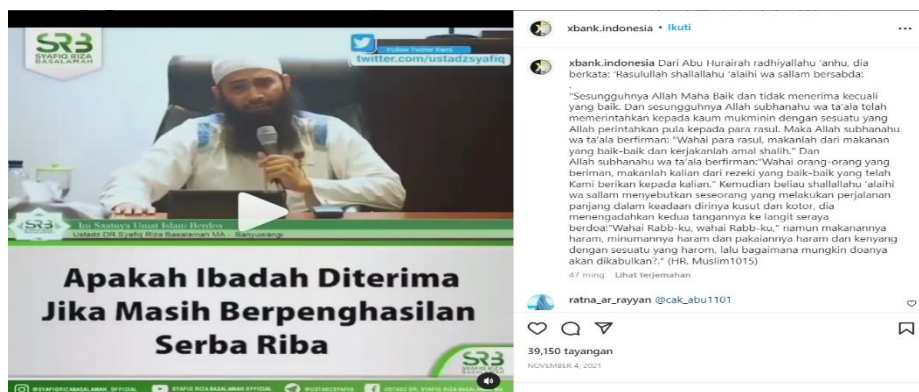 SRB
SYAFIQ RIZA
BASALAMAH
Follow Twitter Kami
twitter.com/ustadzsyafiq
SRB
Ini Saatnya Umat Islam Berdoa
Ustadz DR Syafiq Riza Basalamah MA - Banyuwangi
Apakah Ibadah Diterima
Jika Masih Berpenghasilan
Serba Riba
SRB
@SYAFIQRIZABASALAMAH_OFFICIAL
SYAFIQ RIZA BASALAMAH OFFICIAL
USTADZ DR. SYAFIQ RIZA
xbank.indonesia • Ikuti
xbank.indonesia Dari Abu Hurairah radhiyallahu 'anhu, dia
berkata: 'Rasulullah shallallahu 'alaihi wa sallam bersabda:
.
"Sesungguhnya Allah Maha Baik dan tidak menerima kecuali
yang baik. Dan sesungguhnya Allah subhanahu wa ta'ala telah
memerintahkan kepada kaum mukminin dengan sesuatu yang
Allah perintahkan pula kepada para rasul. Maka Allah subhanahu
wa ta'ala berfirman: "Wahai para rasul, makanlah dari makanan
yang baik-baik dan kerjakanlah amal shalih." Dan
Allah subhanahu wa ta'ala berfirman:"Wahai orang-orang yang
beriman, makanlah kalian dari rezeki yang baik-baik yang telah
Kami berikan kepada kalian." Kemudian beliau shallallahu 'alaihi
wa sallam menyebutkan seseorang yang melakukan perjalanan
panjang dalam keadaan dirinya kusut dan kotor, dia
menengadahkan kedua tangannya ke langit seraya
berdoa:"Wahai Rabb-ku, wahai Rabb-ku," namun makanannya
haram, minumannya haram dan pakaiannya haram dan kenyang
dengan sesuatu yang harom, lalu bagaimana mungkin doanya
akan dikabulkan?." (HR. Muslim1015)
47 ming Lihat terjemahan
ratna_ar_rayyan @cak_abu1101
39,150 tayangan
NOVEMBER 4, 2021